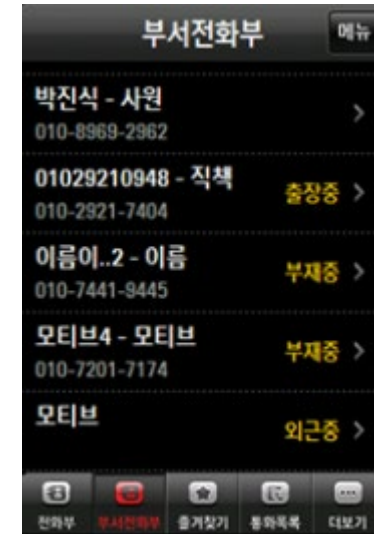 부서전화부
메뉴
박진식 - 사원
010-8969-2962
01029210948 - 직책
출장중
010-2921-7404
이름이..2 - 이름
부재중
010-7441-9445
모티브4 - 모티브
부재중
010-7201-7174
모티브
외근중
전화부 부서전화부 즐겨찾기 통화목록 더보기